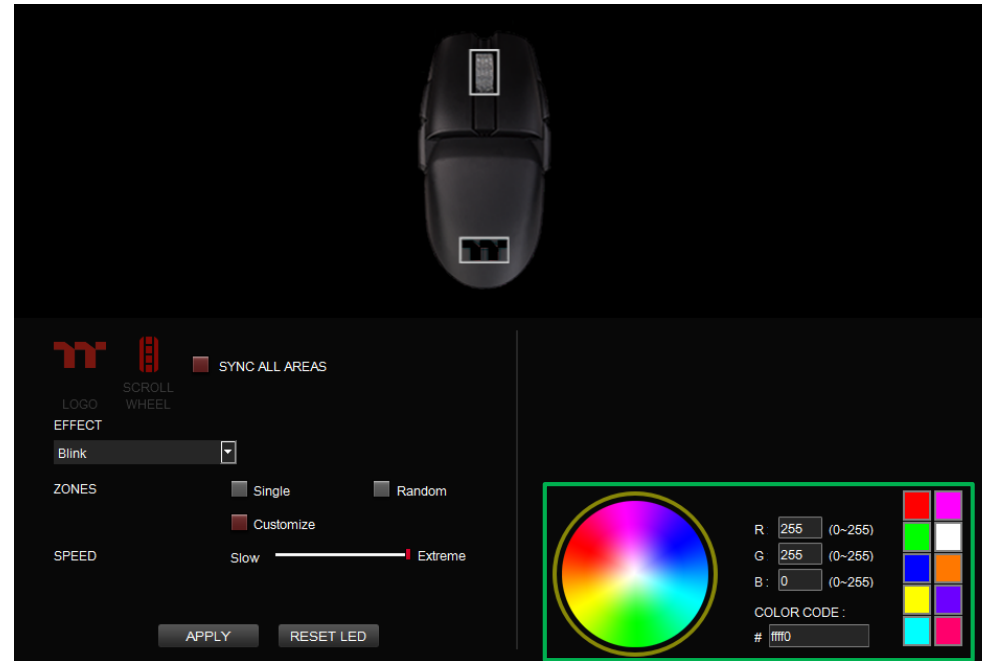 SYNC ALL AREAS
SCROLL
LOGO WHEEL
EFFECT
Blink
ZONES Single Random
Customize
SPEED Slow Extreme
APPLY RESET LED
R 255 (0~255)
G 255 (0~255)
B : 0 (0~255)
COLOR CODE :
# ffff0